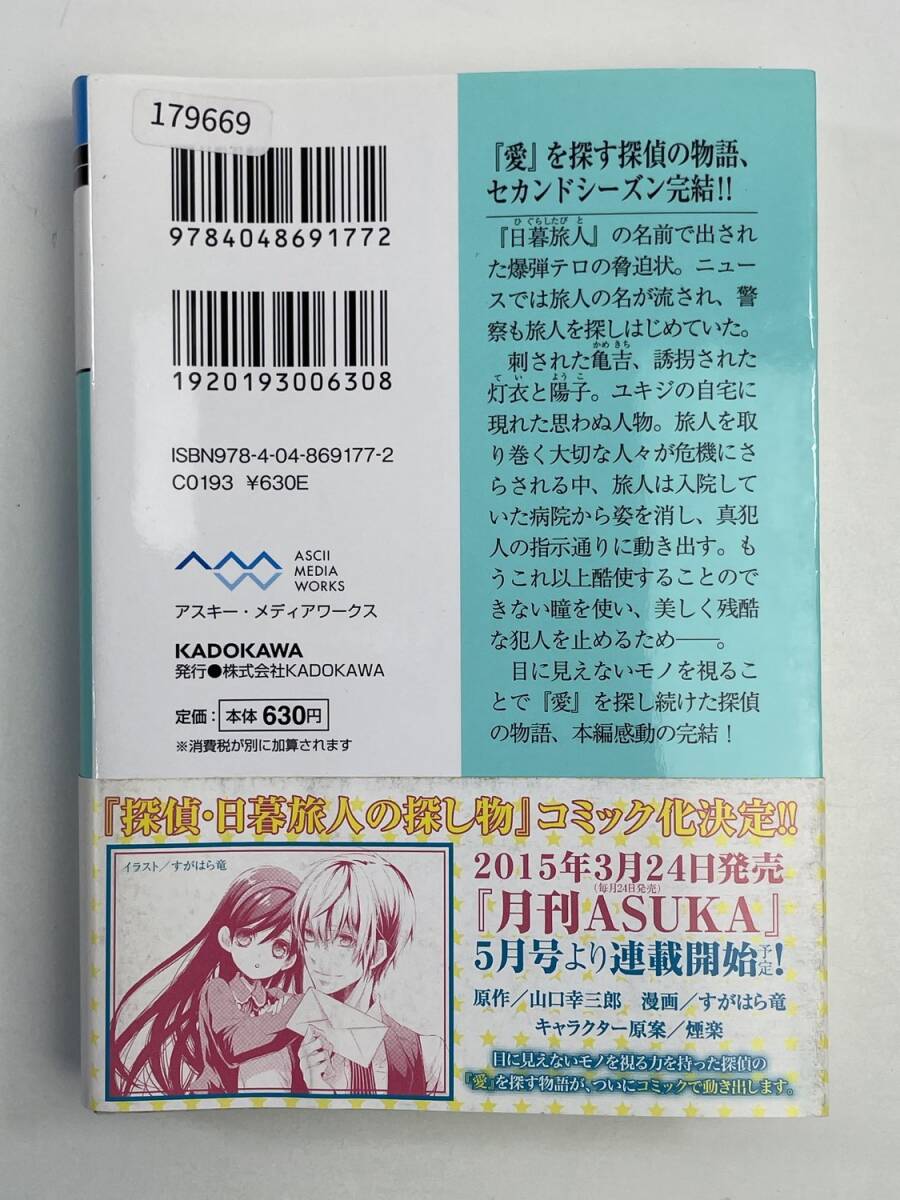 179669
9784048691772
1920193006308
ISBN978-4-04-869177-2
C0193 ¥630E
ASCII
MEDIA
WORKS
アスキー・メディアワークス
KADOKAWA
発行●株式会社KADOKAWA
定価：本体630円
※消費税が別に加算されます
『愛』を探す探偵の物語、
セカンドシーズン完結!!
ひぐらしたびと
『日暮旅人』の名前で出され
た爆弾テロの脅迫状。ニュー
スでは旅人の名が流され、警
察も旅人を探しはじめていた。
かめきち
刺された亀吉、誘拐された
てい ようこ
灯衣と陽子。ユキジの自宅に
現れた思わぬ人物。旅人を取
り巻く大切な人々が危機にさ
らされる中、旅人は入院して
いた病院から姿を消し、真犯
人の指示通りに動き出す。も
うこれ以上酷使することので
きない瞳を使い、美しく残酷
な犯人を止めるため――。
目に見えないモノを視るこ
とで『愛』を探し続けた探偵
の物語、本編感動の完結！
『探偵・日暮旅人の探し物』コミック化決定!!
イラスト／すがはら竜
2015年3月24日発売
(毎月24日発売)
『月刊ASUKA』
5月号より連載開始予定!
原作／山口幸三郎 漫画／すがはら竜
キャラクター原案／煙楽
目に見えないモノを視る力を持った探偵の
『愛』を探す物語が、ついにコミックで動き出します。